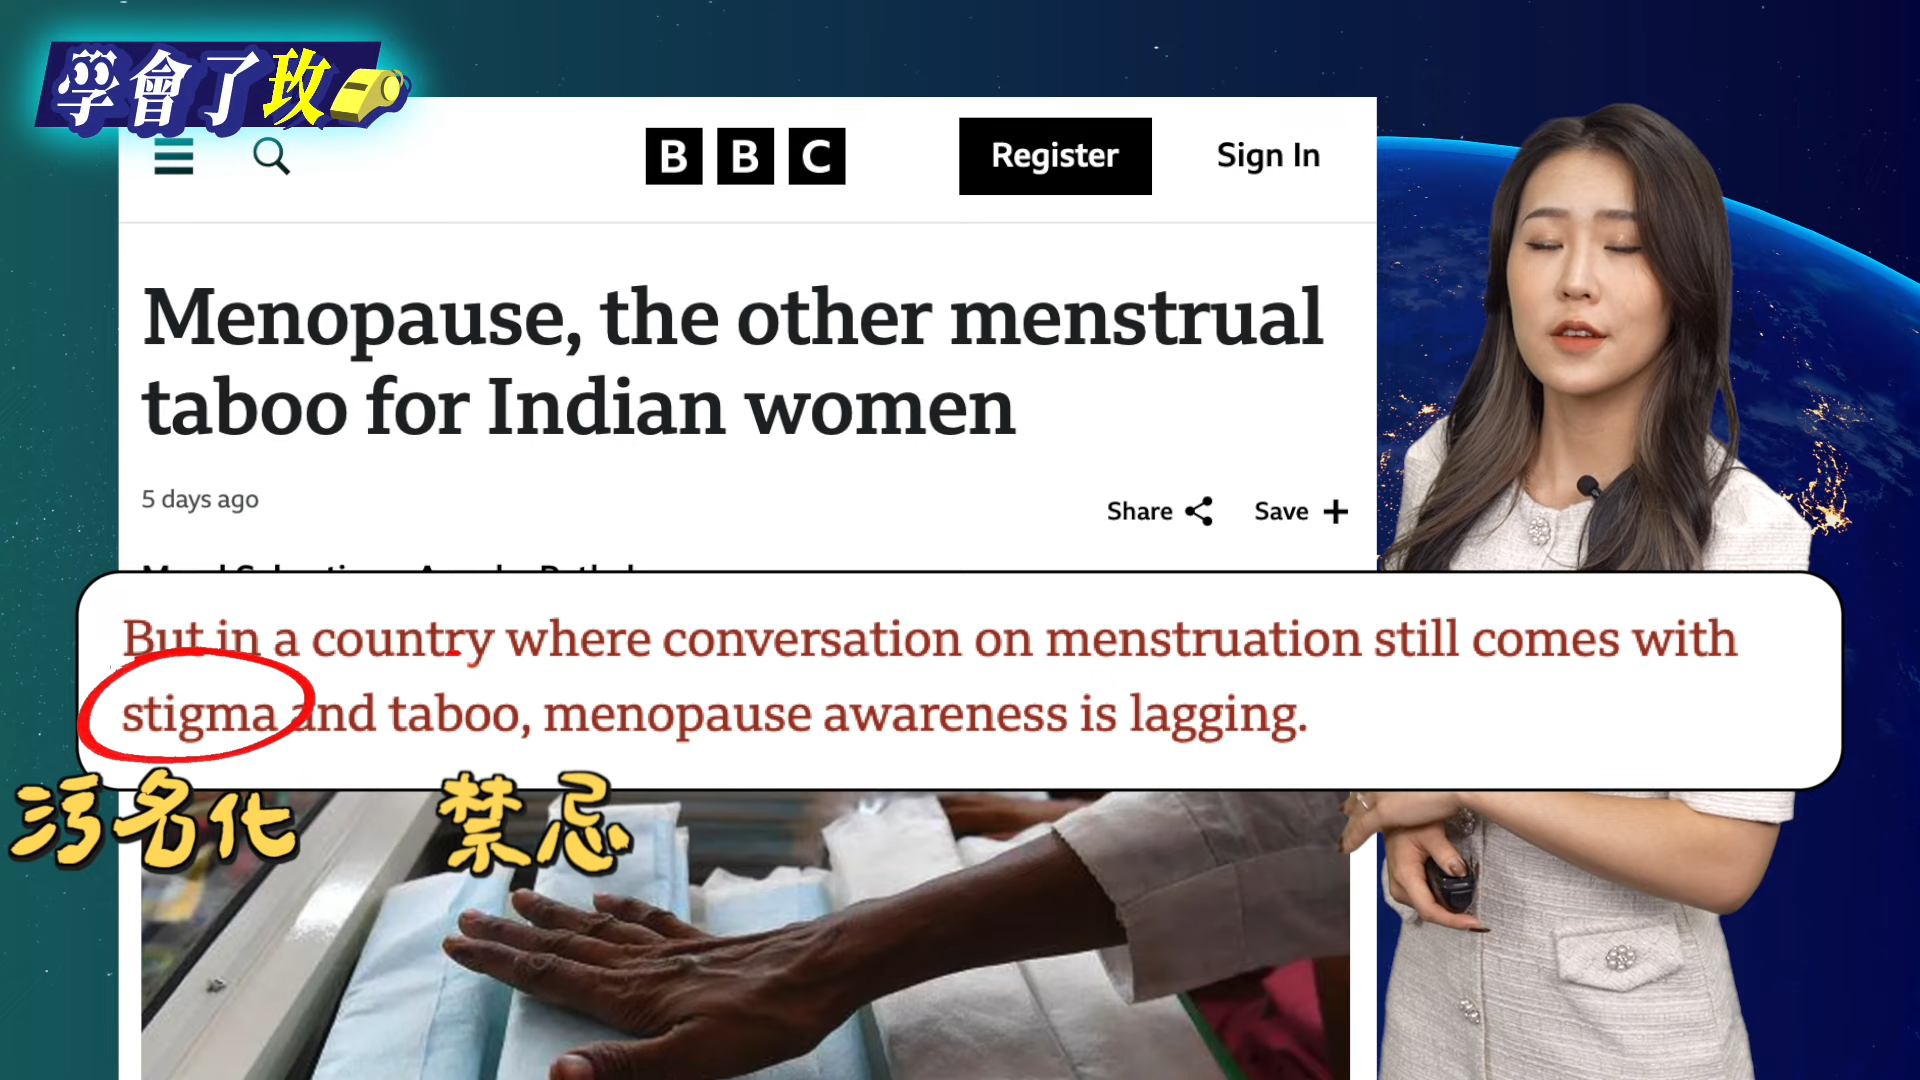 學會了玫
BBC
Register
Sign In
Menopause, the other menstrual
taboo for Indian women
5 days ago
Share
Save
But in a country where conversation on menstruation still comes with
stigma and taboo, menopause awareness is lagging.
污名化
禁忌